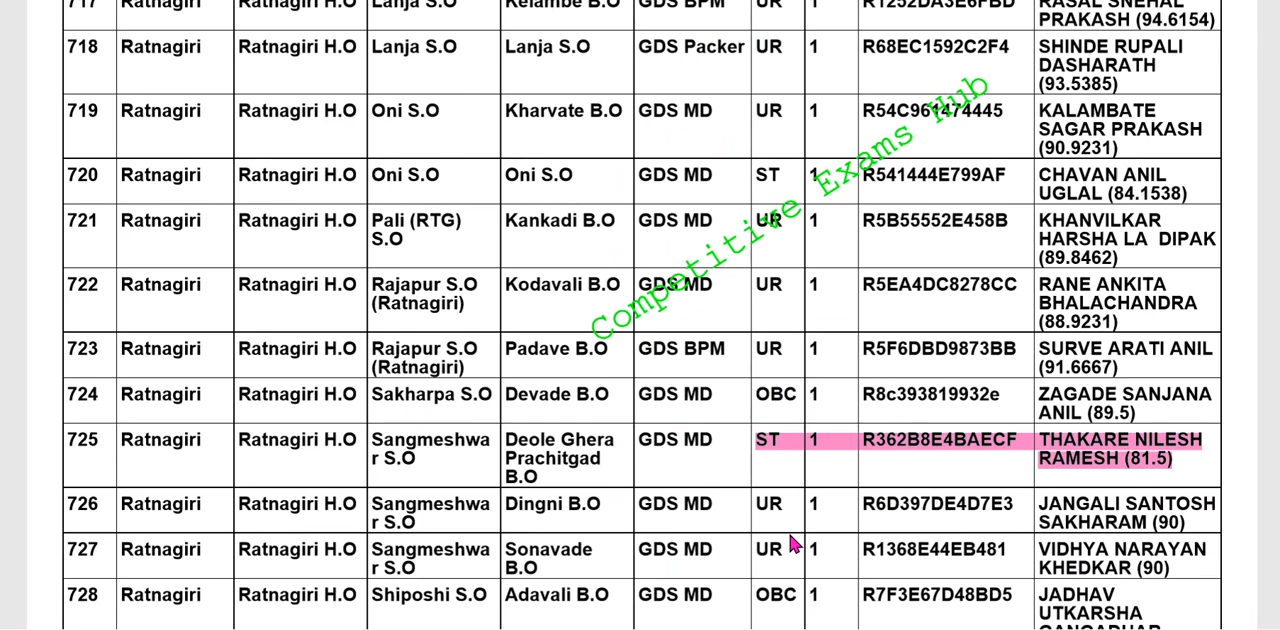 717 Ratnagiri Ratnagiri H.O Lanja S.O Kelambe B.O GDS BPM UR 1 R1252DA3E6FBD RASAL SNEHAL
PRAKASH (94.6154)
718 Ratnagiri Ratnagiri H.O Lanja S.O Lanja S.O GDS Packer UR 1 R68EC1592C2F4 SHINDE RUPALI
DASHARATH
(93.5385)
719 Ratnagiri Ratnagiri H.O Oni S.O Kharvate B.O GDS MD UR 1 R54C961474445 KALAMBATE
SAGAR PRAKASH
(90.9231)
720 Ratnagiri Ratnagiri H.O Oni S.O Oni S.O GDS MD ST 1 R541444E799AF CHAVAN ANIL
UGLAL (84.1538)
721 Ratnagiri Ratnagiri H.O Pali (RTG) Kankadi B.O GDS MD UR 1 R5B55552E458B KHANVILKAR
S.O HARSHA LA DIPAK
(89.8462)
722 Ratnagiri Ratnagiri H.O Rajapur S.O Kodavali B.O GDS MD UR 1 R5EA4DC8278CC RANE ANKITA
(Ratnagiri) BHALACHANDRA
(88.9231)
723 Ratnagiri Ratnagiri H.O Rajapur S.O Padave B.O GDS BPM UR 1 R5F6DBD9873BB SURVE ARATI ANIL
(Ratnagiri) (91.6667)
724 Ratnagiri Ratnagiri H.O Sakharpa S.O Devade B.O GDS MD OBC 1 R8c393819932e ZAGADE SANJANA
ANIL (89.5)
725 Ratnagiri Ratnagiri H.O Sangmeshwa Deole Ghera GDS MD ST 1 R362B8E4BAECF THAKARE NILESH
r S.O Prachitgad RAMESH (81.5)
B.O
726 Ratnagiri Ratnagiri H.O Sangmeshwa Dingni B.O GDS MD UR 1 R6D397DE4D7E3 JANGALI SANTOSH
r S.O SAKHARAM (90)
727 Ratnagiri Ratnagiri H.O Sangmeshwa Sonavade GDS MD UR 1 R1368E44EB481 VIDHYA NARAYAN
r S.O B.O KHEDKAR (90)
728 Ratnagiri Ratnagiri H.O Shiposhi S.O Adavali B.O GDS MD OBC 1 R7F3E67D48BD5 JADHAV
UTKARSHA
Competitive Exams Hub